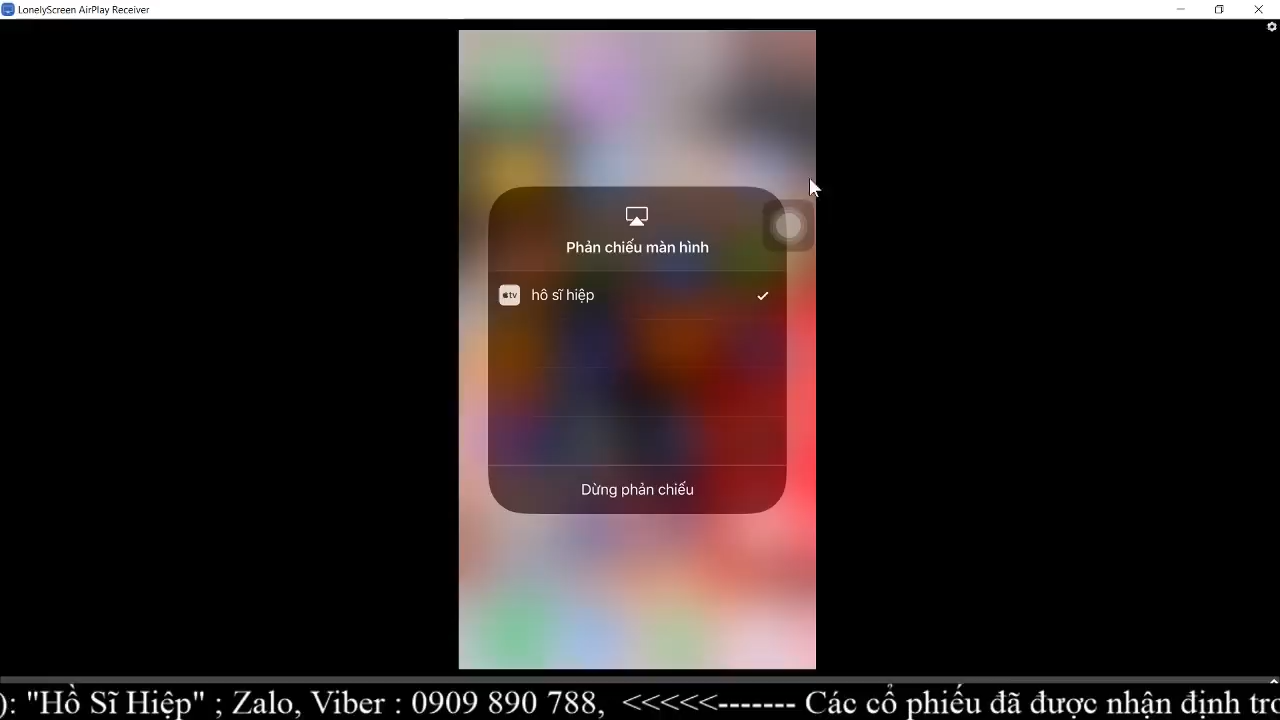 LonelyScreen AirPlay Receiver
Phản chiếu màn hình
tv hô sĩ hiệp
Dừng phản chiếu
): "Hồ Sĩ Hiệp" ; Zalo, Viber : 0909 890 788, <<<<<------- Các cổ phiếu đã được nhận định tro